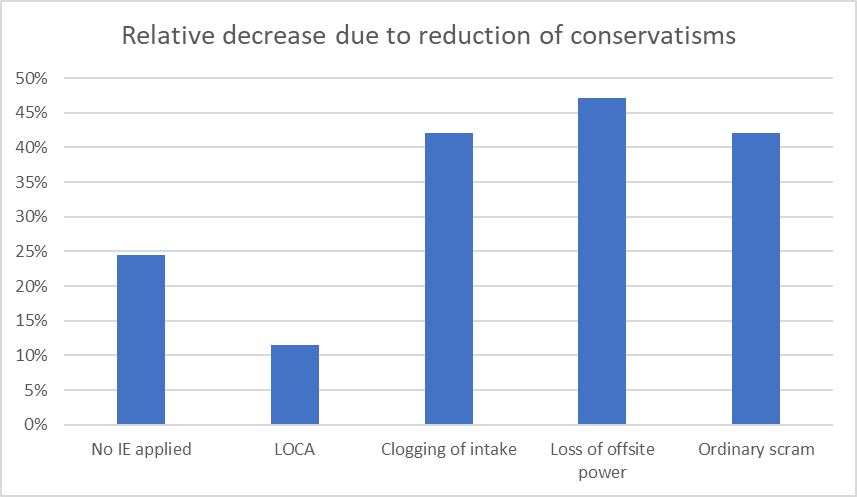 Relative decrease due to reduction of conservatisms
50%
45%
40%
35%
30%
25%
20%
15%
10%
5%
0%
No IE applied
LOCA
Clogging of intake
Loss of offsite
power
Ordinary scram